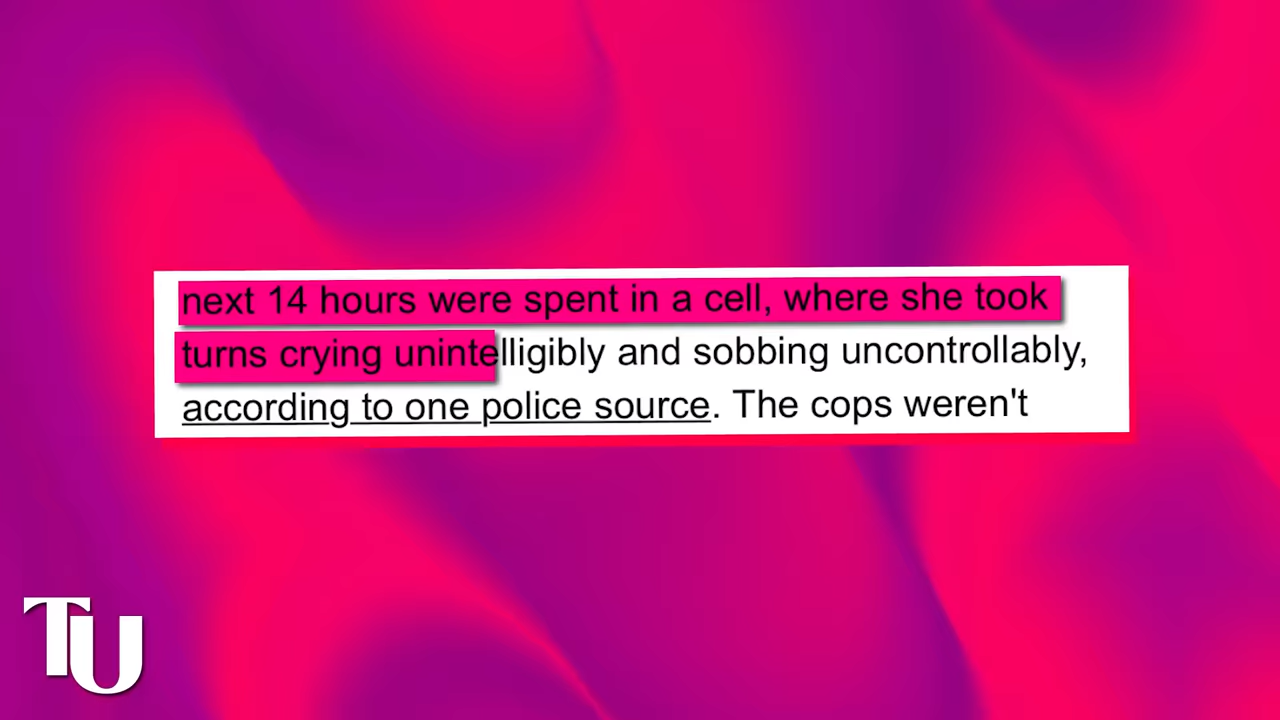 next 14 hours were spent in a cell, where she took
turns crying unintelligibly and sobbing uncontrollably,
according to one police source. The cops weren't
TU